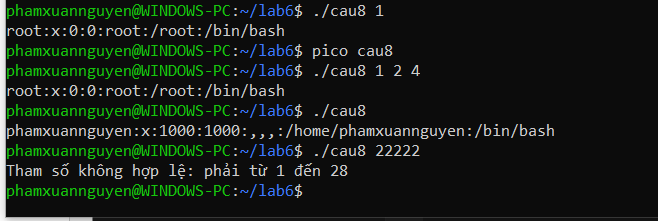 phamxuannguyen@WINDOWS-PC:~/lab6$ ./cau8 1
root:x:0:0:root:/root:/bin/bash
phamxuannguyen@WINDOWS-PC:~/lab6$ pico cau8
phamxuannguyen@WINDOWS-PC:~/lab6$ ./cau8 1 2 4
root:x:0:0:root:/root:/bin/bash
phamxuannguyen@WINDOWS-PC:~/lab6$ ./cau8
phamxuannguyen:x:1000:1000:,,,:/home/phamxuannguyen:/bin/bash
phamxuannguyen@WINDOWS-PC:~/lab6$ ./cau8 22222
Tham số không hợp lệ: phải từ 1 đến 28
phamxuannguyen@WINDOWS-PC:~/lab6$